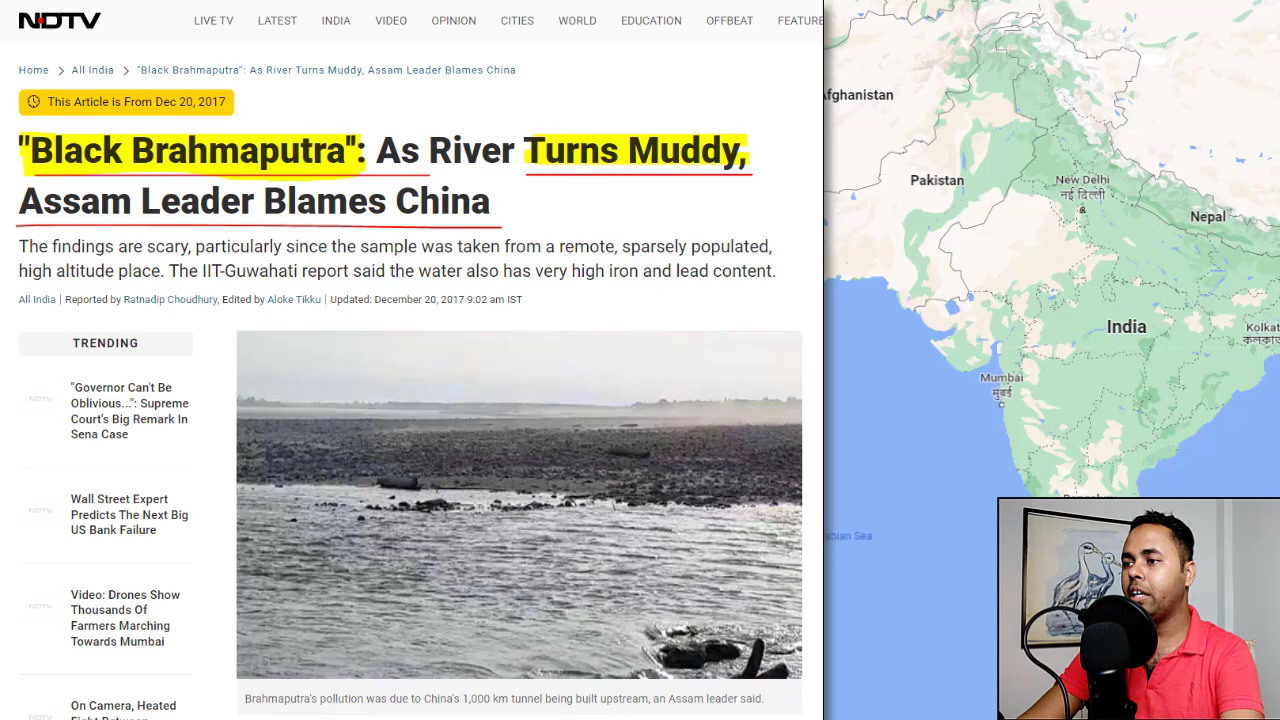 NDTV
LIVE TV LATEST INDIA VIDEO OPINION CITIES WORLD EDUCATION OFFBEAT FEATURE
Home > All India > "Black Brahmaputra": As River Turns Muddy, Assam Leader Blames China
This Article is From Dec 20, 2017
"Black Brahmaputra": As River Turns Muddy,
Assam Leader Blames China
The findings are scary, particularly since the sample was taken from a remote, sparsely populated,
high altitude place. The IIT-Guwahati report said the water also has very high iron and lead content.
All India | Reported by Ratnadip Choudhury, Edited by Aloke Tikku | Updated: December 20, 2017 9:02 am IST
TRENDING
NDTV
"Governor Can't Be
Oblivious...": Supreme
Court's Big Remark In
Sena Case
NDTV
Wall Street Expert
Predicts The Next Big
US Bank Failure
NDTV
Video: Drones Show
Thousands Of
Farmers Marching
Towards Mumbai
NDTV
On Camera, Heated
Brahmaputra's pollution was due to China's 1,000 km tunnel being built upstream, an Assam leader said.
Afghanistan
Pakistan
New Delhi
नई दिल्ली
Nepal
India
Kolkat
Mumbai
मुंबई
bian Sea